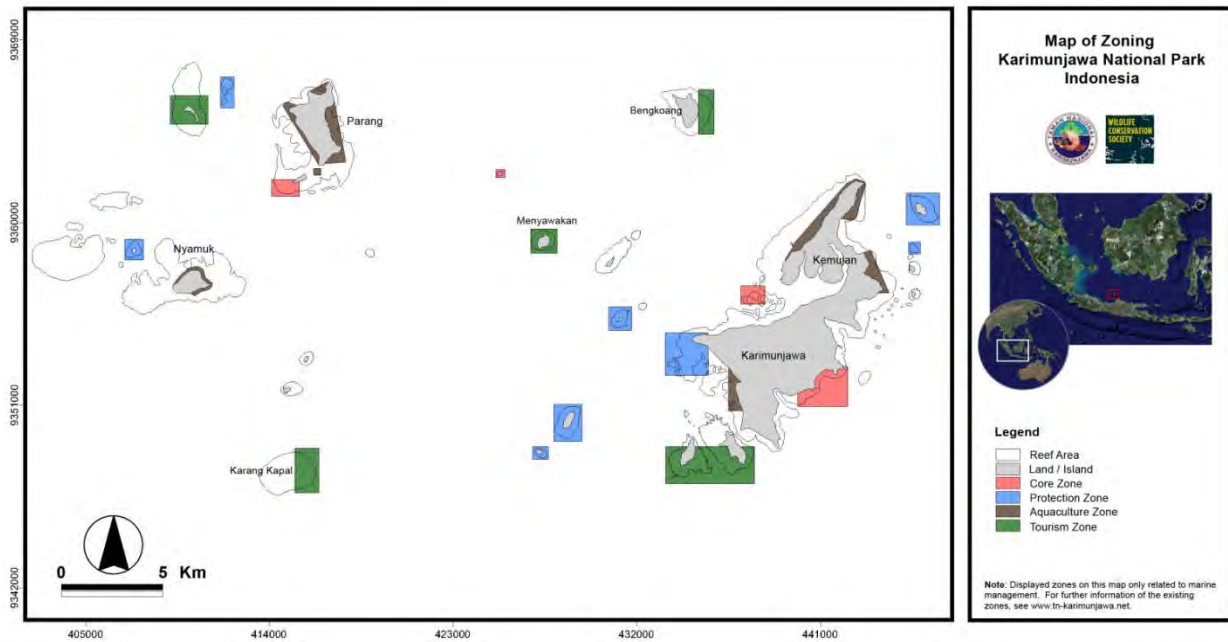 Map of Zoning
Karimunjawa National Park
Indonesia
TAMAN NASIONAL
KARIMUNJAWA
WILDLIFE
CONSERVATION
SOCIETY
9369000
9360000
9351000
9342000
Parang
Bengkoang
Menyawakan
Nyamuk
Kemujan
Karimunjawa
Karang Kapal
0 5 Km
405000 414000 423000 432000 441000
Legend
Reef Area
Land / Island
Core Zone
Protection Zone
Aquaculture Zone
Tourism Zone
Note: Displayed zones on this map only related to marine
management. For further information of the existing
zones, see www.tn-karimunjawa.net.